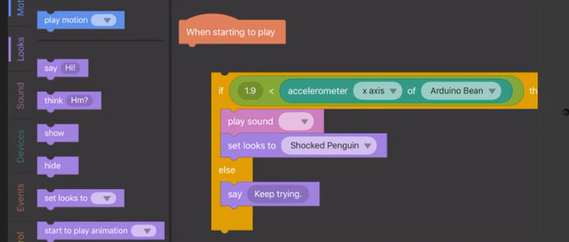 Mot
play motion
When starting to play
Looks
say Hi!
if 1.9 < accelerometer x axis of Arduino Bean th
think Hm?
Sound
play sound
show
set looks to Shocked Penguin
Devices
hide
else
set looks to
say Keep trying.
Events
start to play animation
rol